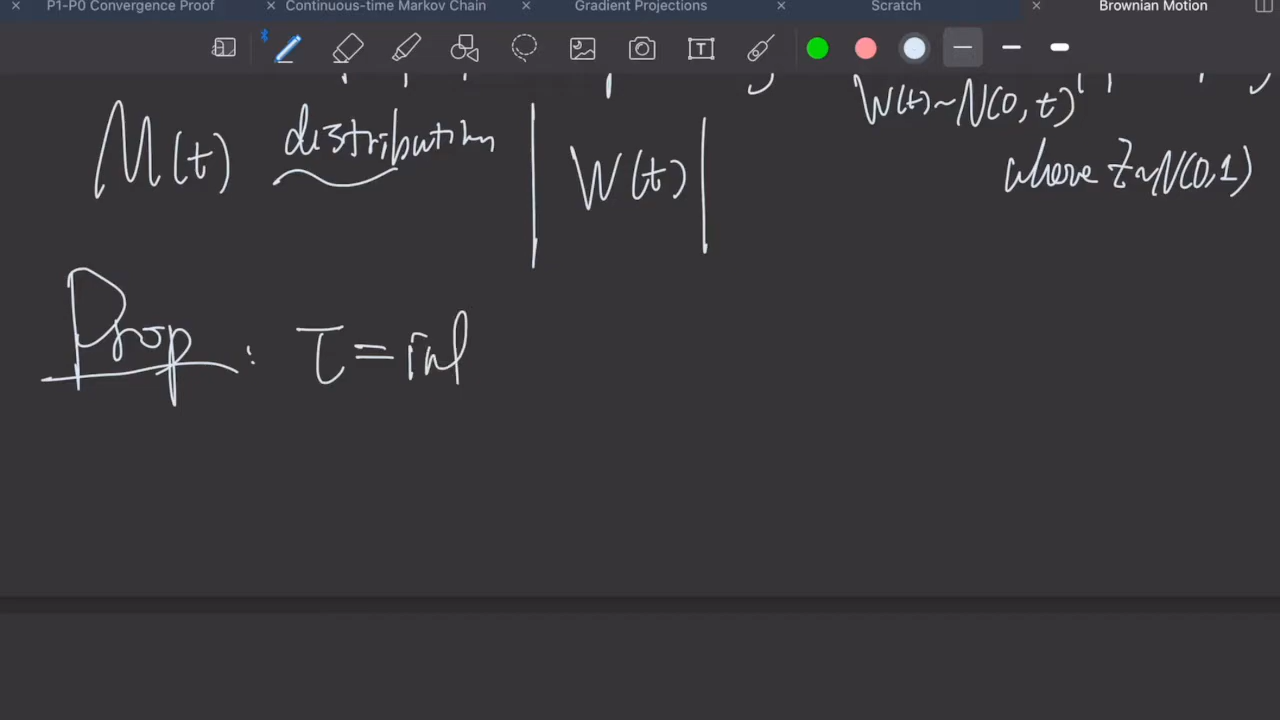 P1-P0 Convergence Proof Continuous-time Markov Chain Gradient Projections Scratch Brownian Motion
W(t)~N(0, t)
M(t) distribution | W(t) |
where Z~N(0,1)
Prop: τ = inf